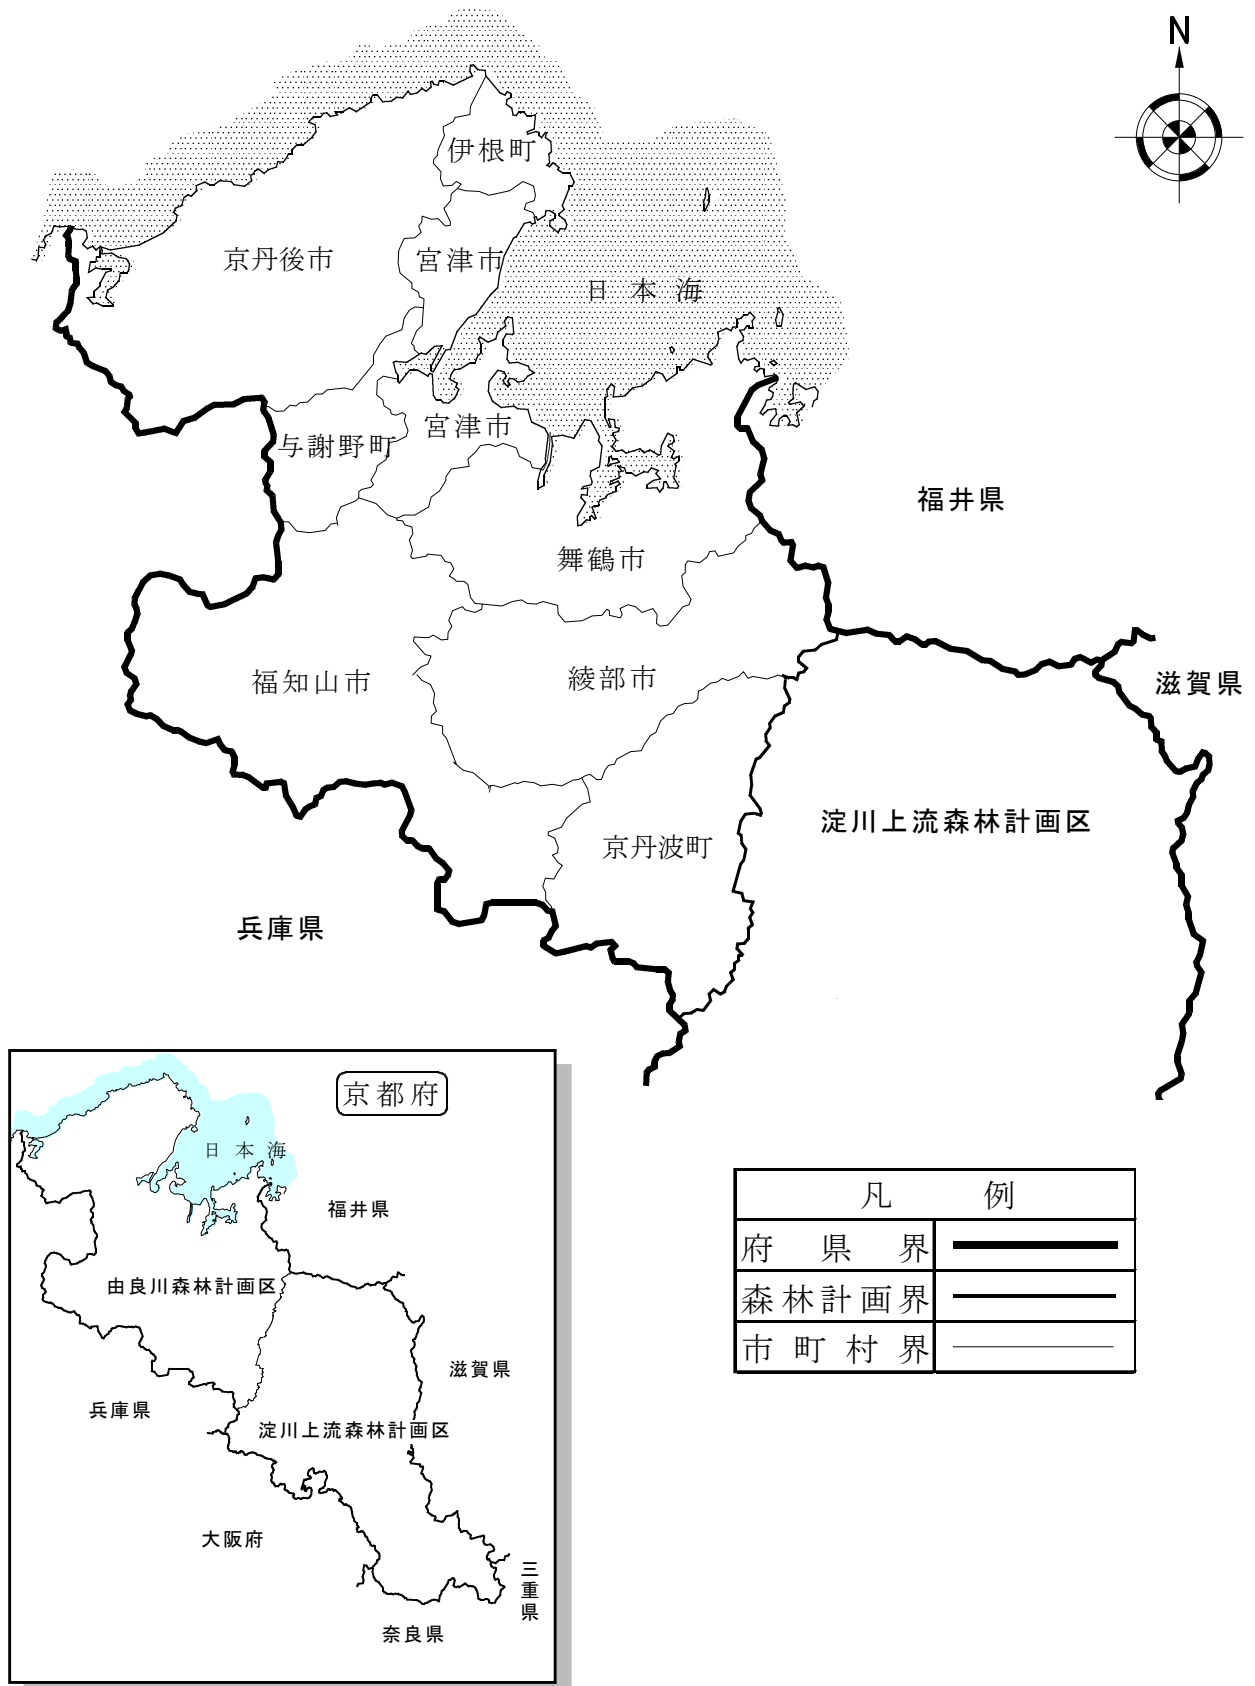 N
伊根町
京丹後市
宮津市
日本海
宮津市
与謝野町
福井県
舞鶴市
福知山市
綾部市
滋賀県
淀川上流森林計画区
京丹波町
兵庫県
京都府
日本海
福井県
由良川森林計画区
滋賀県
兵庫県
淀川上流森林計画区
大阪府
三重県
奈良県
凡例
府県界
森林計画界
市町村界